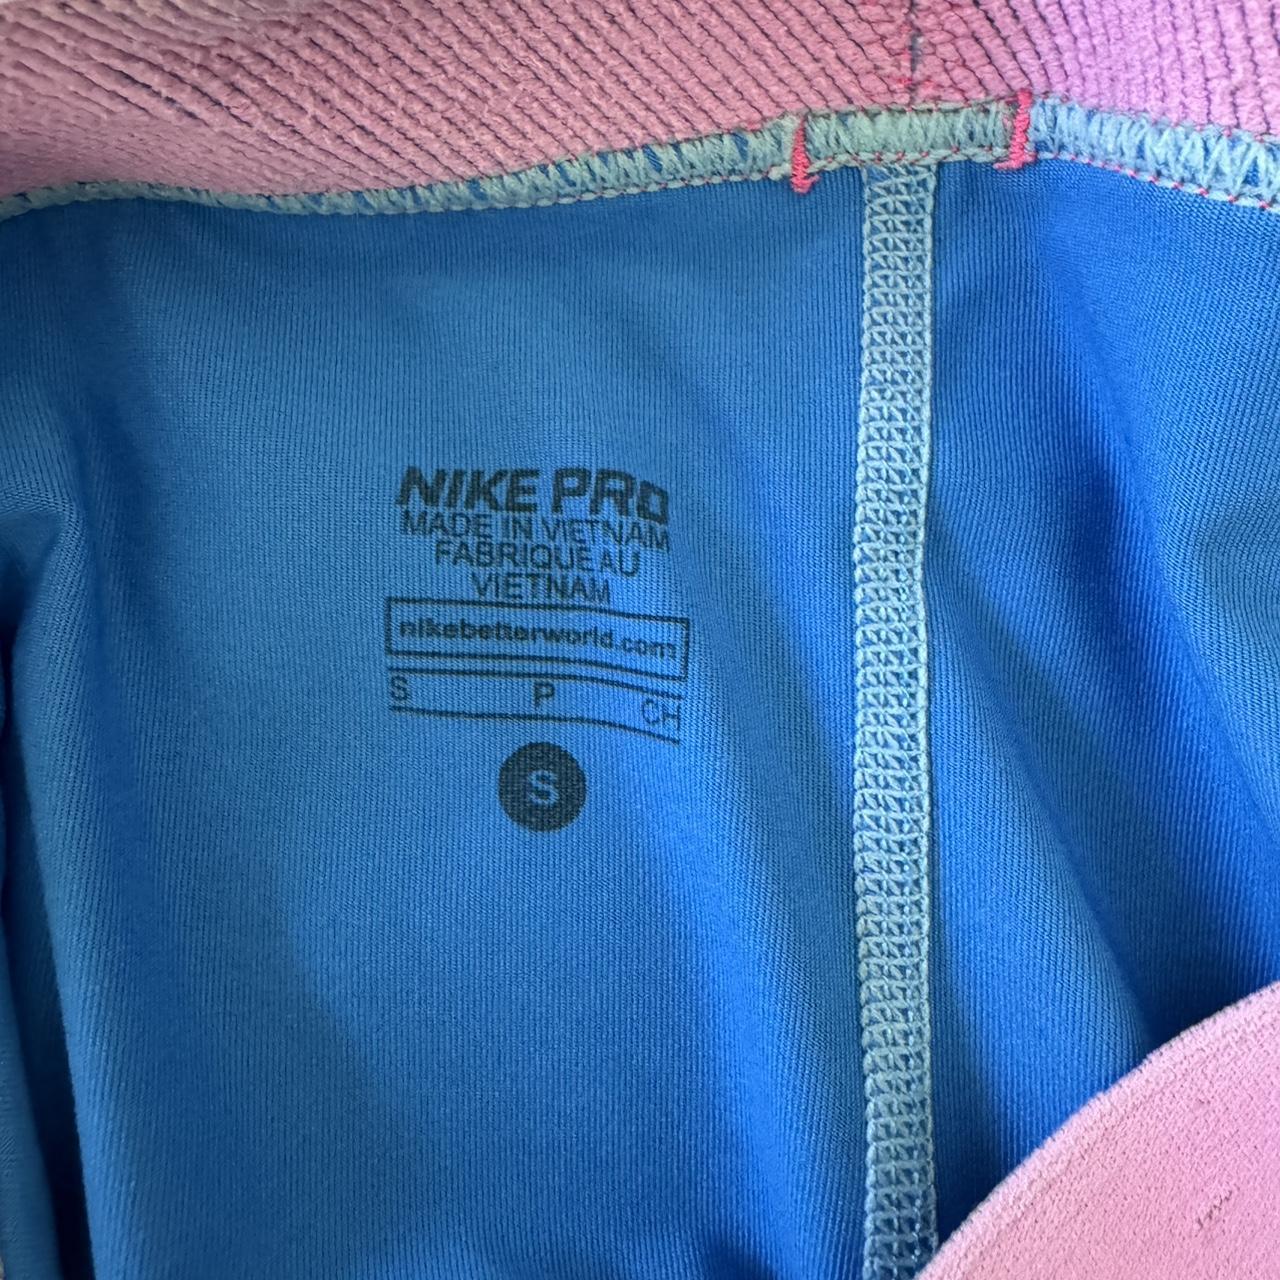 NIKE PRO
MADE IN VIETNAM
FABRIQUE AU
VIETNAM
nikebetterworld.com
S P CH
S